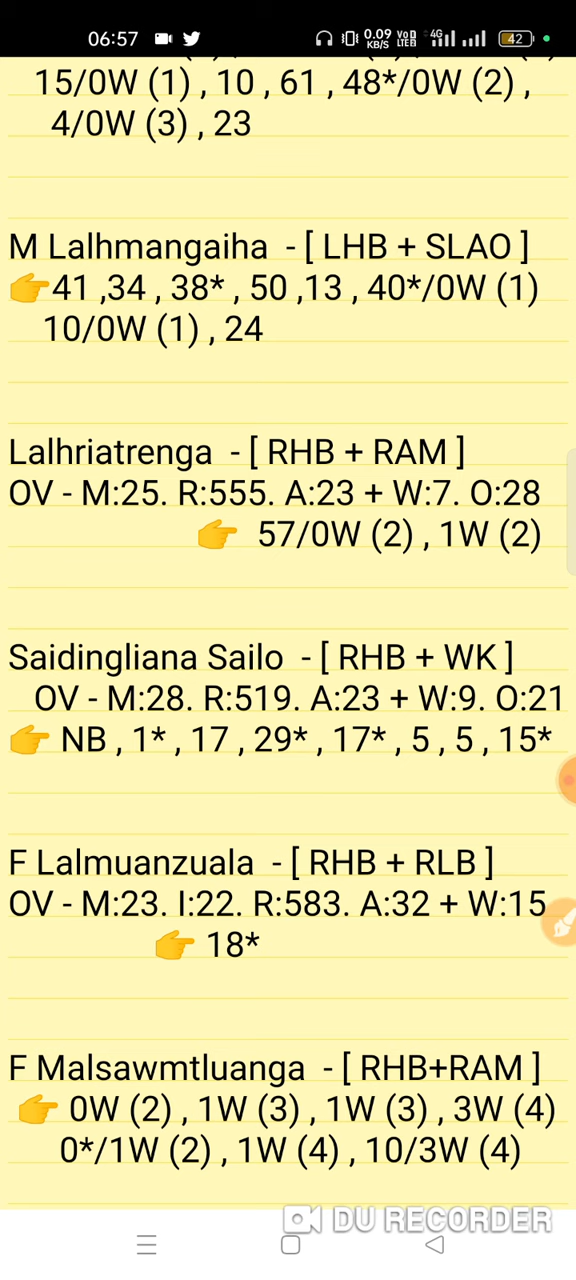 06:57 0.09 KB/S Vo LTE 4G 42
15/0W (1) , 10 , 61 , 48*/0W (2) ,
4/0W (3) , 23
M Lalhmangaiha - [ LHB + SLAO ]
👉41 ,34 , 38* , 50 ,13 , 40*/0W (1)
10/0W (1) , 24
Lalhriatrenga - [ RHB + RAM ]
OV - M:25. R:555. A:23 + W:7. O:28
👉 57/0W (2) , 1W (2)
Saidingliana Sailo - [ RHB + WK ]
OV - M:28. R:519. A:23 + W:9. O:21
👉 NB , 1* , 17 , 29* , 17* , 5 , 5 , 15*
F Lalmuanzuala - [ RHB + RLB ]
OV - M:23. I:22. R:583. A:32 + W:15
👉 18*
F Malsawmtluanga - [ RHB+RAM ]
👉 0W (2) , 1W (3) , 1W (3) , 3W (4)
0*/1W (2) , 1W (4) , 10/3W (4)
DU RECORDER